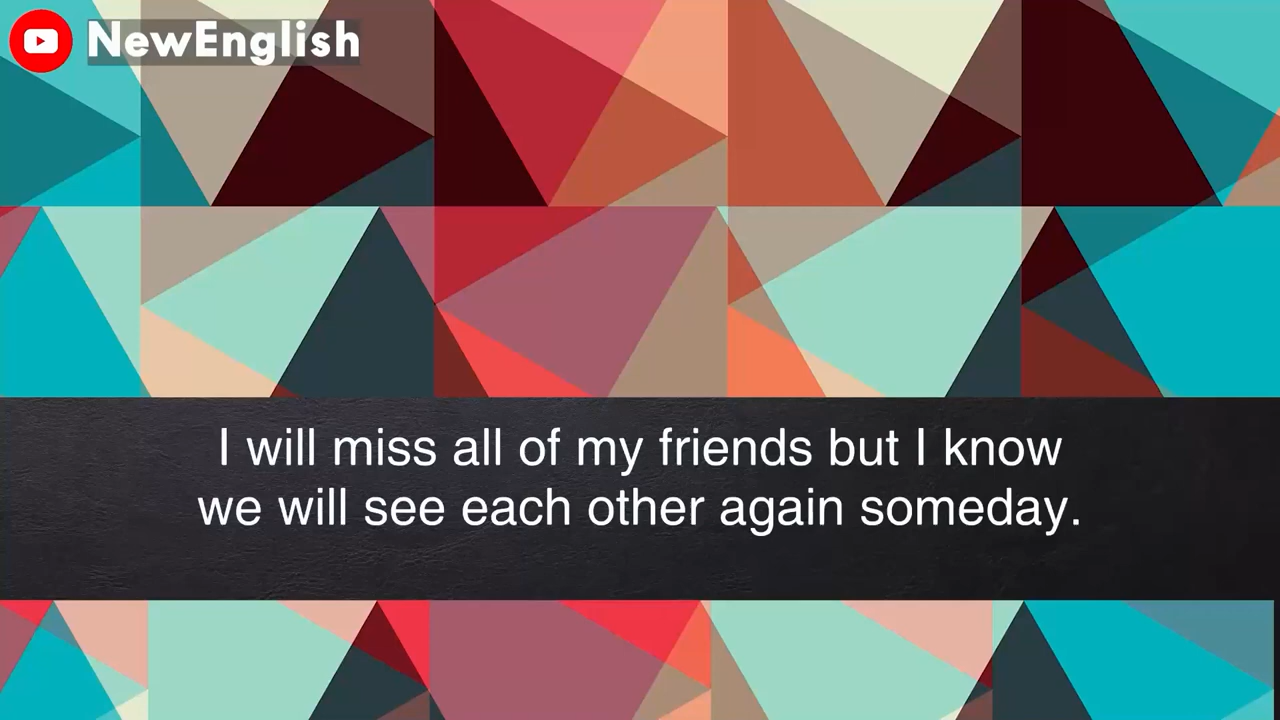 NewEnglish
I will miss all of my friends but I know
we will see each other again someday.